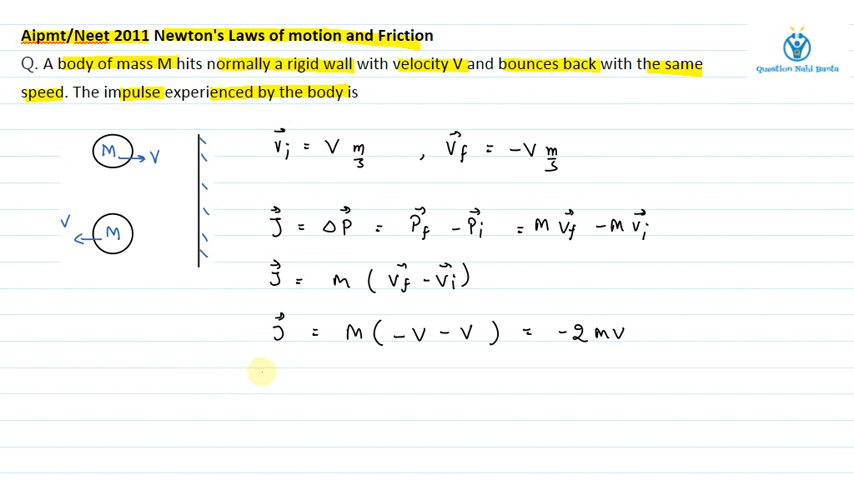 Aipmt/Neet 2011 Newton's Laws of motion and Friction
Q. A body of mass M hits normally a rigid wall with velocity V and bounces back with the same
speed. The impulse experienced by the body is
Question Nahi Banta
M → V
V ← M
v⃗i = V m/s , V⃗f = -V m/s
J⃗ = ΔP⃗ = P⃗f - P⃗i = M V⃗f - M V⃗i
J⃗ = M ( V⃗f - V⃗i )
J⃗ = M ( -V - V ) = -2 M V